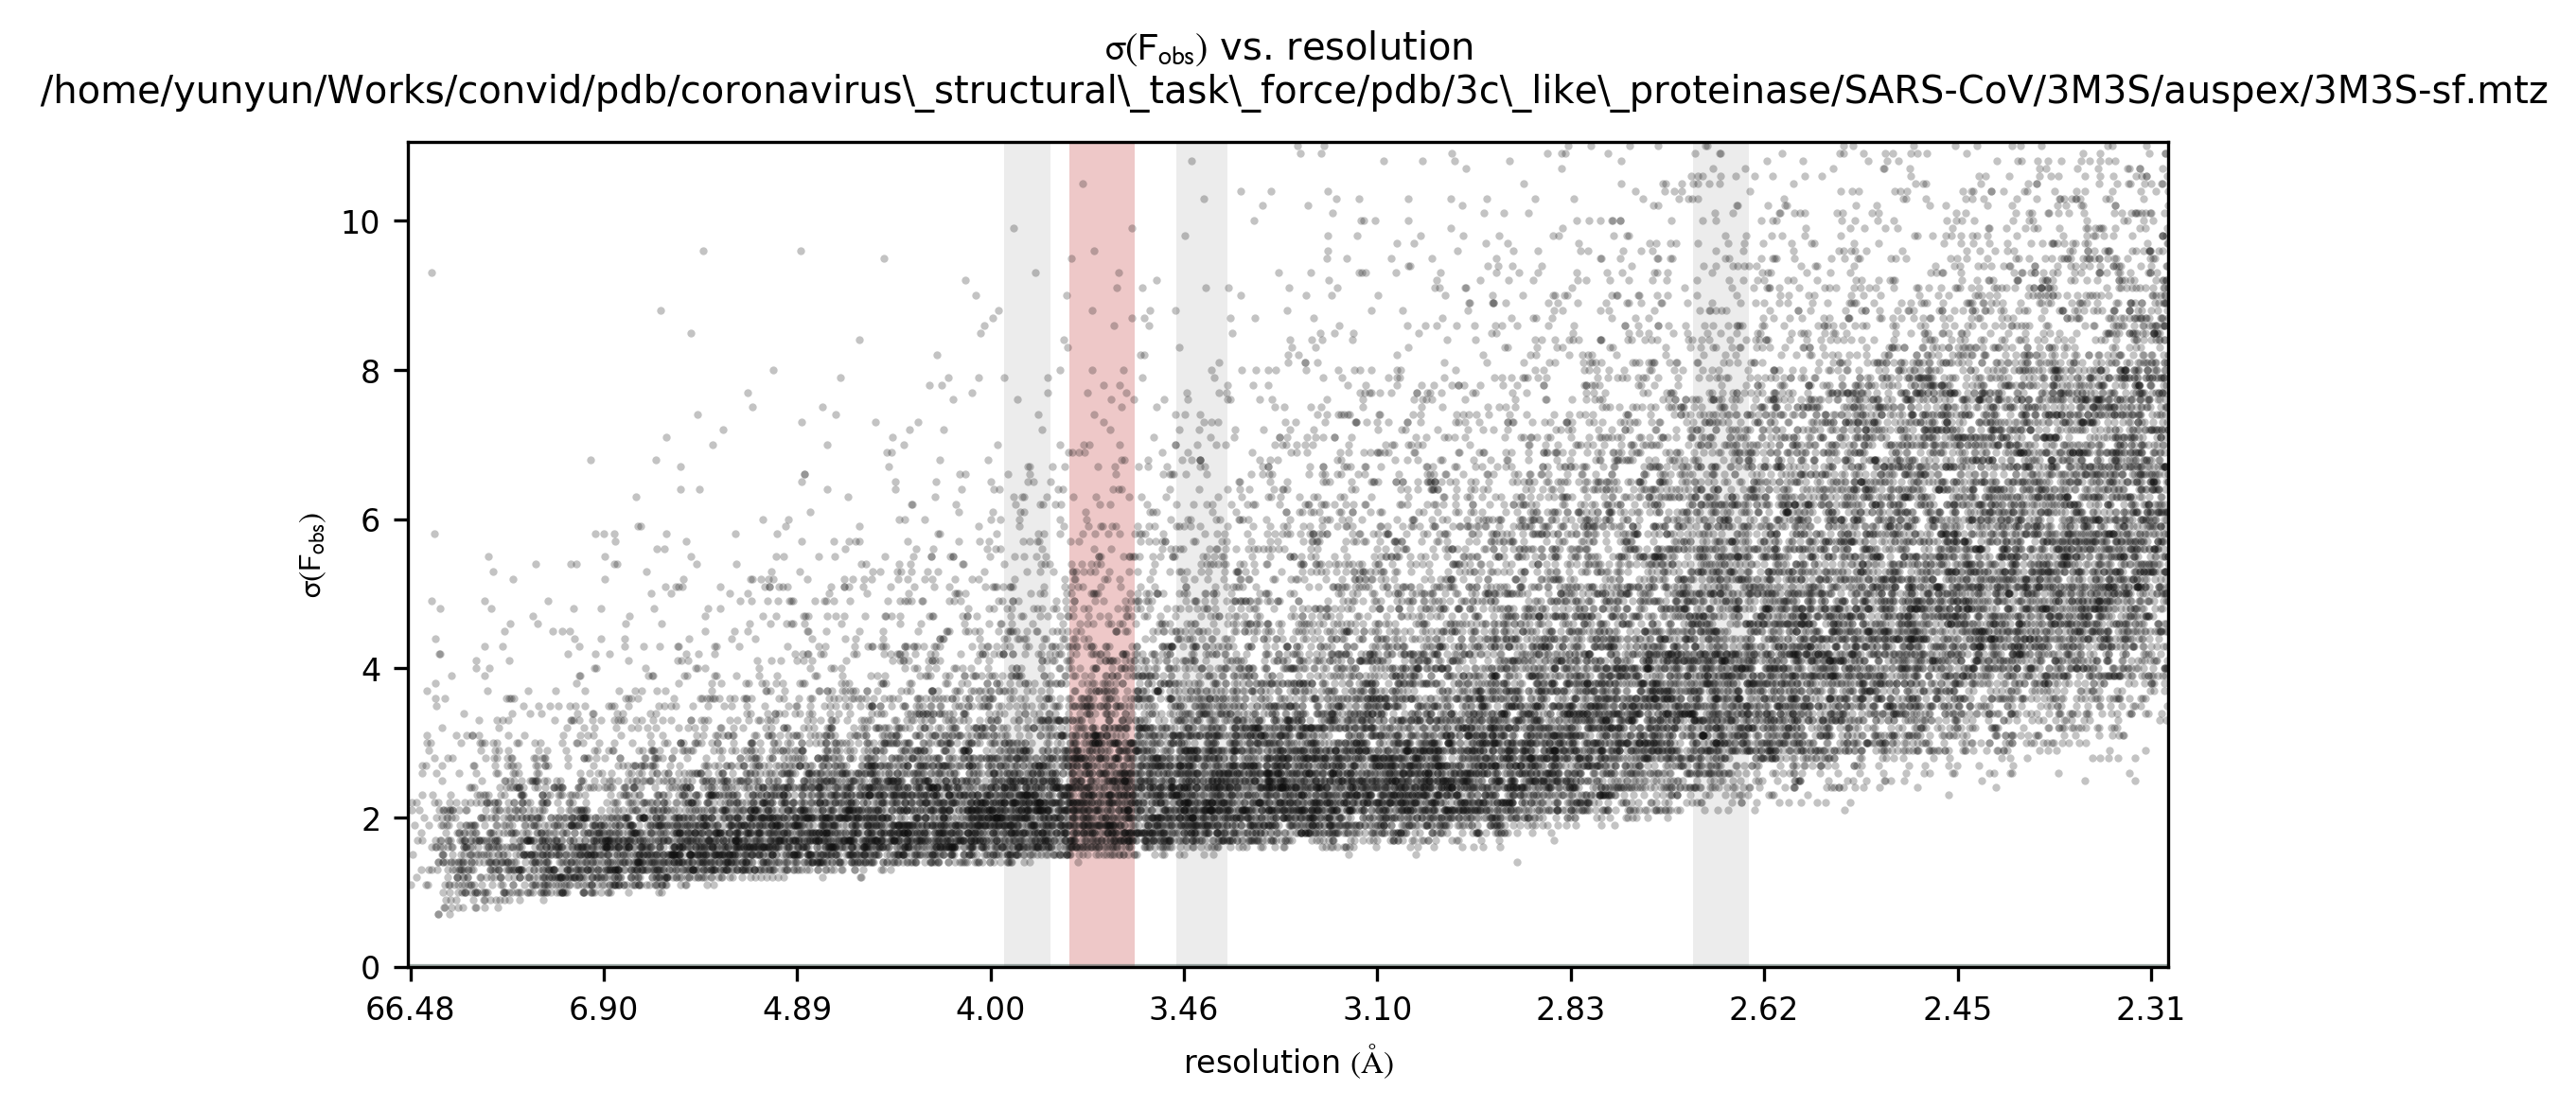 σ(Fobs) vs. resolution
/home/yunyun/Works/convid/pdb/coronavirus\_structural\_task\_force/pdb/3c\_like\_proteinase/SARS-CoV/3M3S/auspex/3M3S-sf.mtz
10
8
6
4
2
0
σ(Fobs)
66.48 6.90 4.89 4.00 3.46 3.10 2.83 2.62 2.45 2.31
resolution (Å)